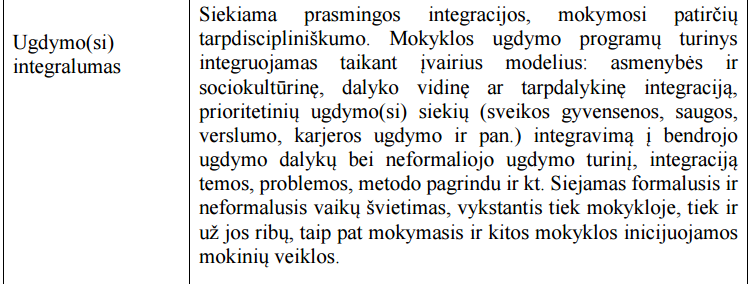 Ugdymo(si)
integralumas
Siekiama prasmingos integracijos, mokymosi patirčių
tarpdiscipliniškumo. Mokyklos ugdymo programų turinys
integruojamas taikant įvairius modelius: asmenybės ir
sociokultūrinę, dalyko vidinę ar tarpdalykinę integraciją,
prioritetinių ugdymo(si) siekių (sveikos gyvensenos, saugos,
verslumo, karjeros ugdymo ir pan.) integravimą į bendrojo
ugdymo dalykų bei neformaliojo ugdymo turinį, integraciją
temos, problemos, metodo pagrindu ir kt. Siejamas formalusis ir
neformalusis vaikų švietimas, vykstantis tiek mokykloje, tiek ir
už jos ribų, taip pat mokymasis ir kitos mokyklos inicijuojamos
mokinių veiklos.